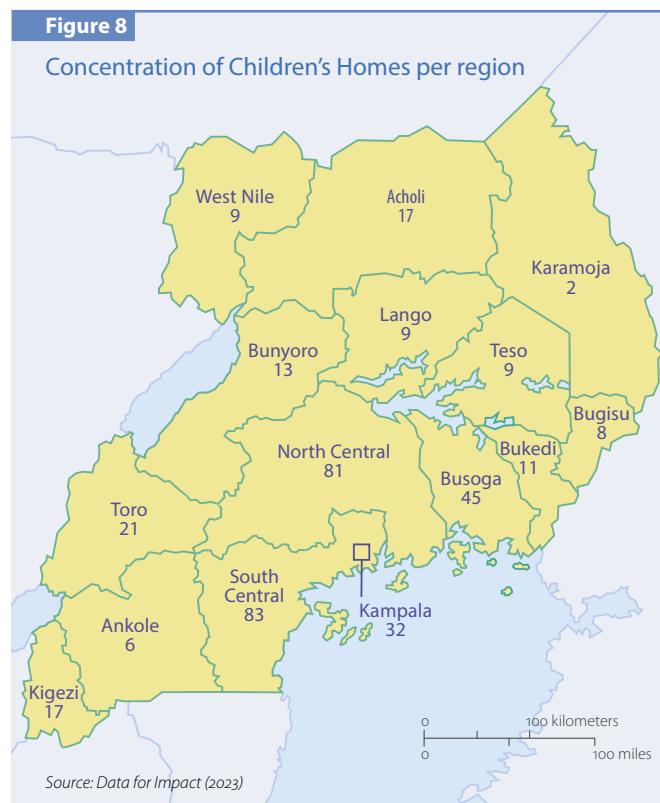 Figure 8
Concentration of Children's Homes per region
West Nile
9
Acholi
17
Karamoja
2
Lango
9
Teso
9
Bunyoro
13
Bugisu
8
North Central
81
Bukedi
11
Busoga
45
Toro
21
South
Central
83
Kampala
32
Ankole
6
Kigezi
17
0 100 kilometers
0 100 miles
Source: Data for Impact (2023)